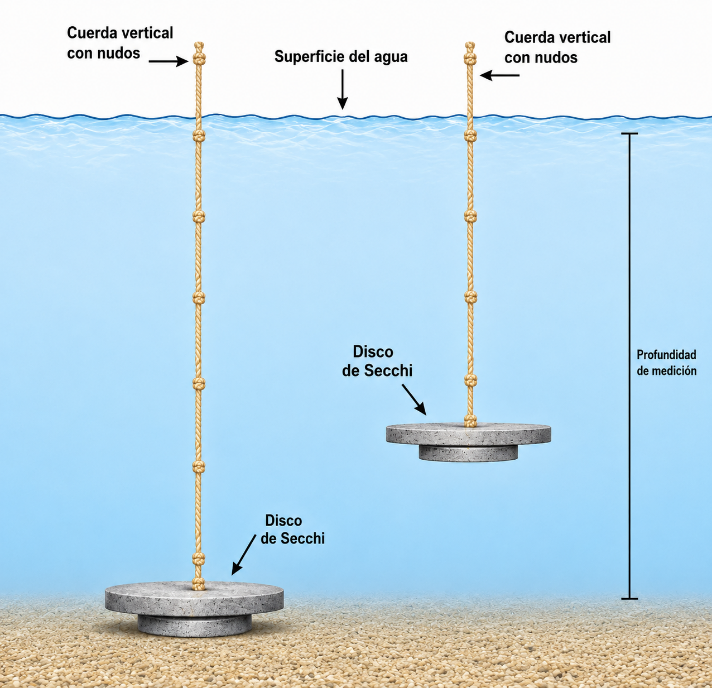 Cuerda vertical
con nudos
Superficie del agua
Cuerda vertical
con nudos
Disco
de Secchi
Profundidad
de medición
Disco
de Secchi